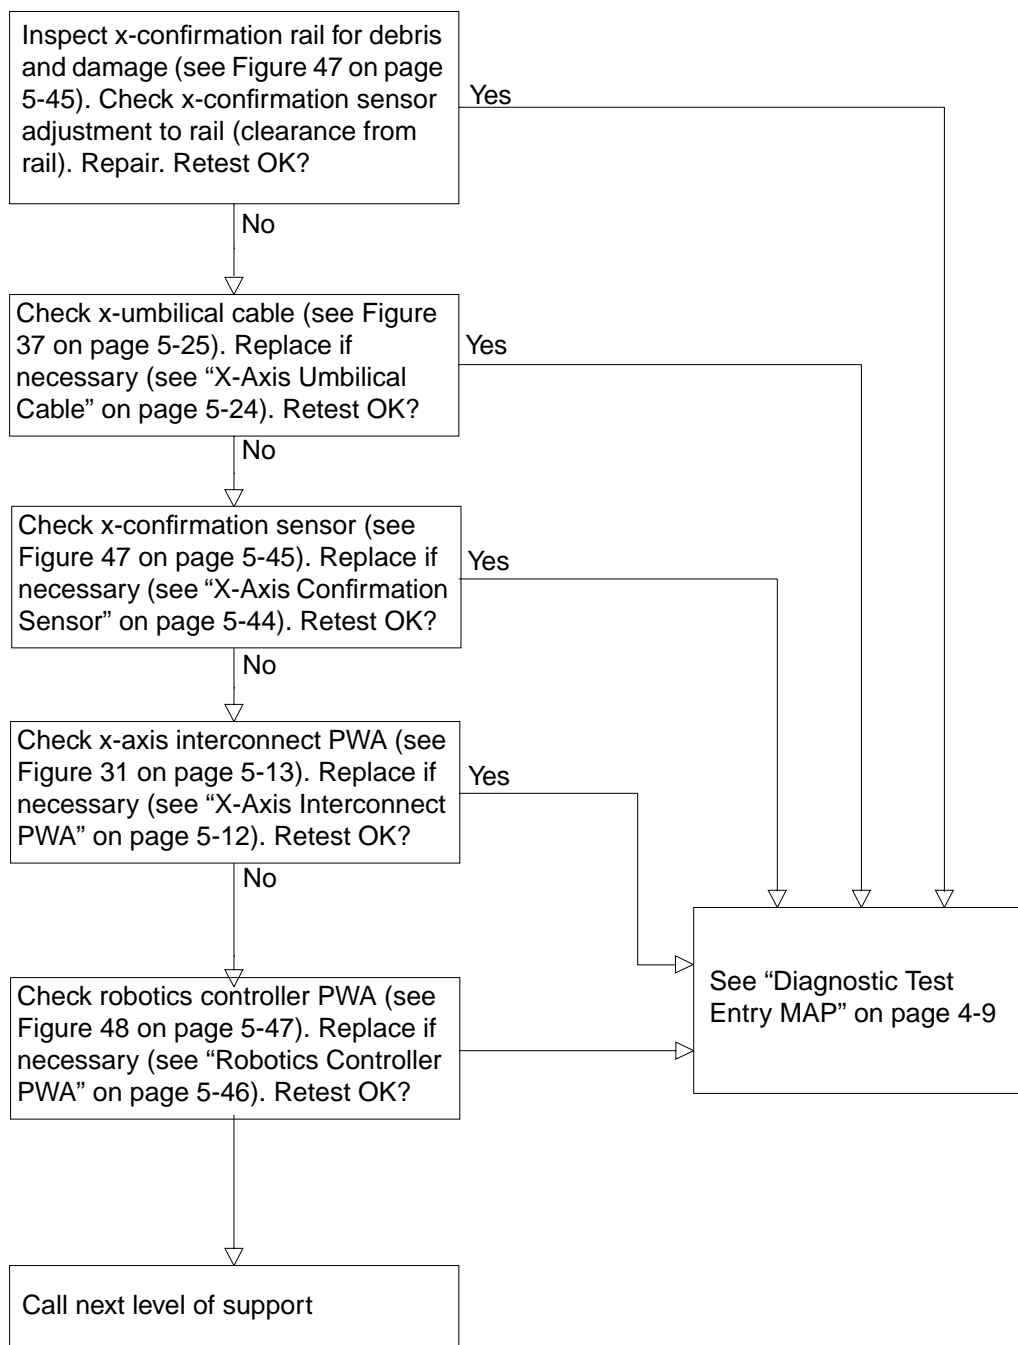 Inspect x-confirmation rail for debris
and damage (see Figure 47 on page
5-45). Check x-confirmation sensor
adjustment to rail (clearance from
rail). Repair. Retest OK?
Yes
No
Check x-umbilical cable (see Figure
37 on page 5-25). Replace if
necessary (see “X-Axis Umbilical
Cable” on page 5-24). Retest OK?
Yes
No
Check x-confirmation sensor (see
Figure 47 on page 5-45). Replace if
necessary (see “X-Axis Confirmation
Sensor” on page 5-44). Retest OK?
Yes
No
Check x-axis interconnect PWA (see
Figure 31 on page 5-13). Replace if
necessary (see “X-Axis Interconnect
PWA” on page 5-12). Retest OK?
Yes
No
See “Diagnostic Test
Entry MAP” on page 4-9
Check robotics controller PWA (see
Figure 48 on page 5-47). Replace if
necessary (see “Robotics Controller
PWA” on page 5-46). Retest OK?
Call next level of support